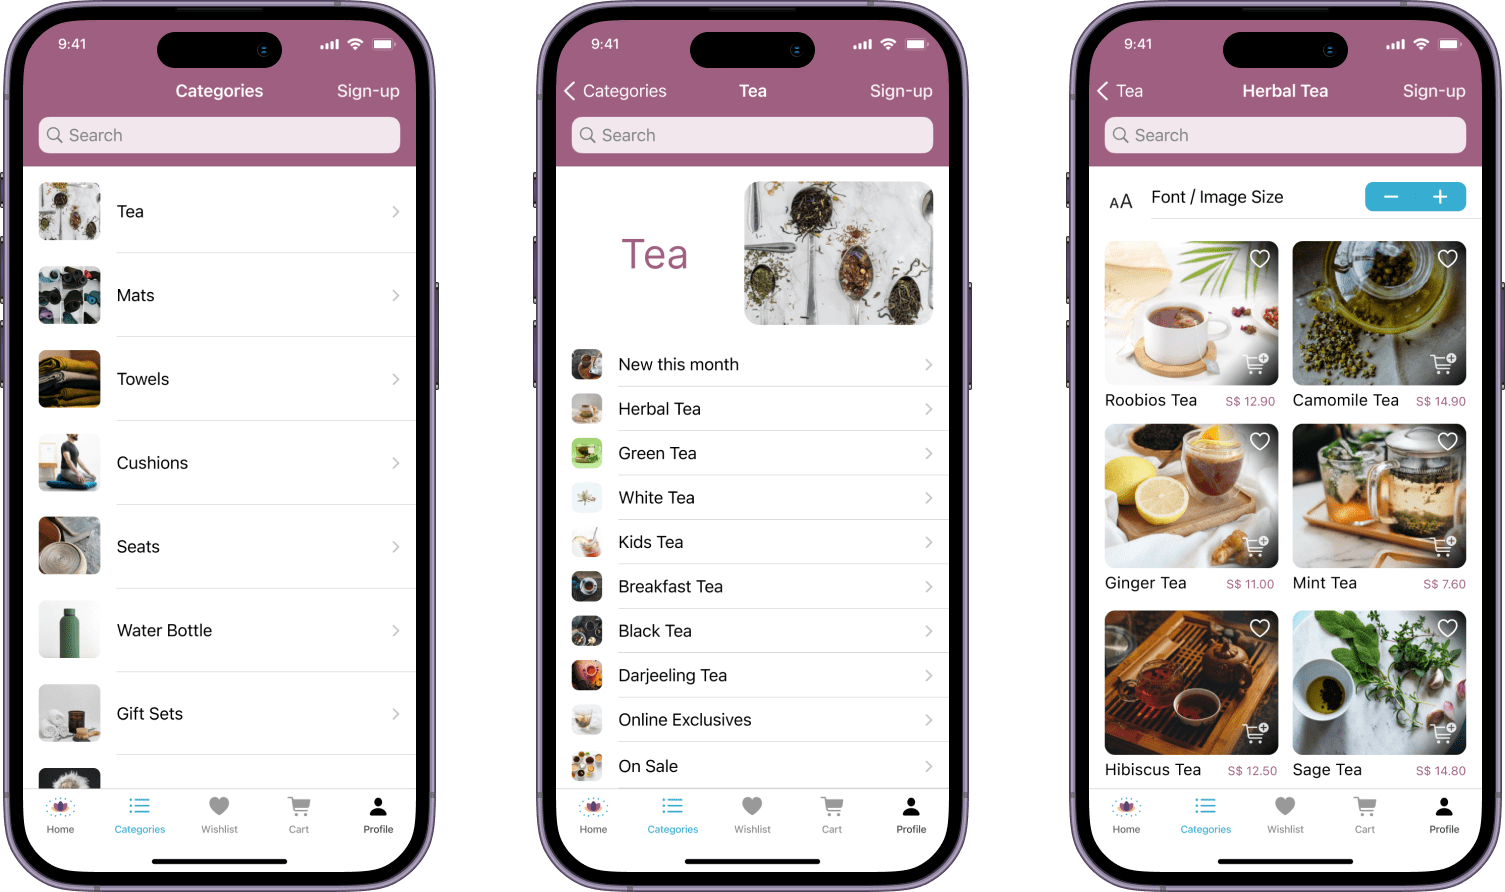 9:41
Categories Sign-up
Search
Tea
Mats
Towels
Cushions
Seats
Water Bottle
Gift Sets
Home Categories Wishlist Cart Profile
9:41
Categories Tea Sign-up
Search
Tea
New this month
Herbal Tea
Green Tea
White Tea
Kids Tea
Breakfast Tea
Black Tea
Darjeeling Tea
Online Exclusives
On Sale
Home Categories Wishlist Cart Profile
9:41
Tea Herbal Tea Sign-up
Search
AA Font / Image Size − +
Roobios Tea S$ 12.90 Camomile Tea S$ 14.90
Ginger Tea S$ 11.00 Mint Tea S$ 7.60
Hibiscus Tea S$ 12.50 Sage Tea S$ 14.80
Home Categories Wishlist Cart Profile